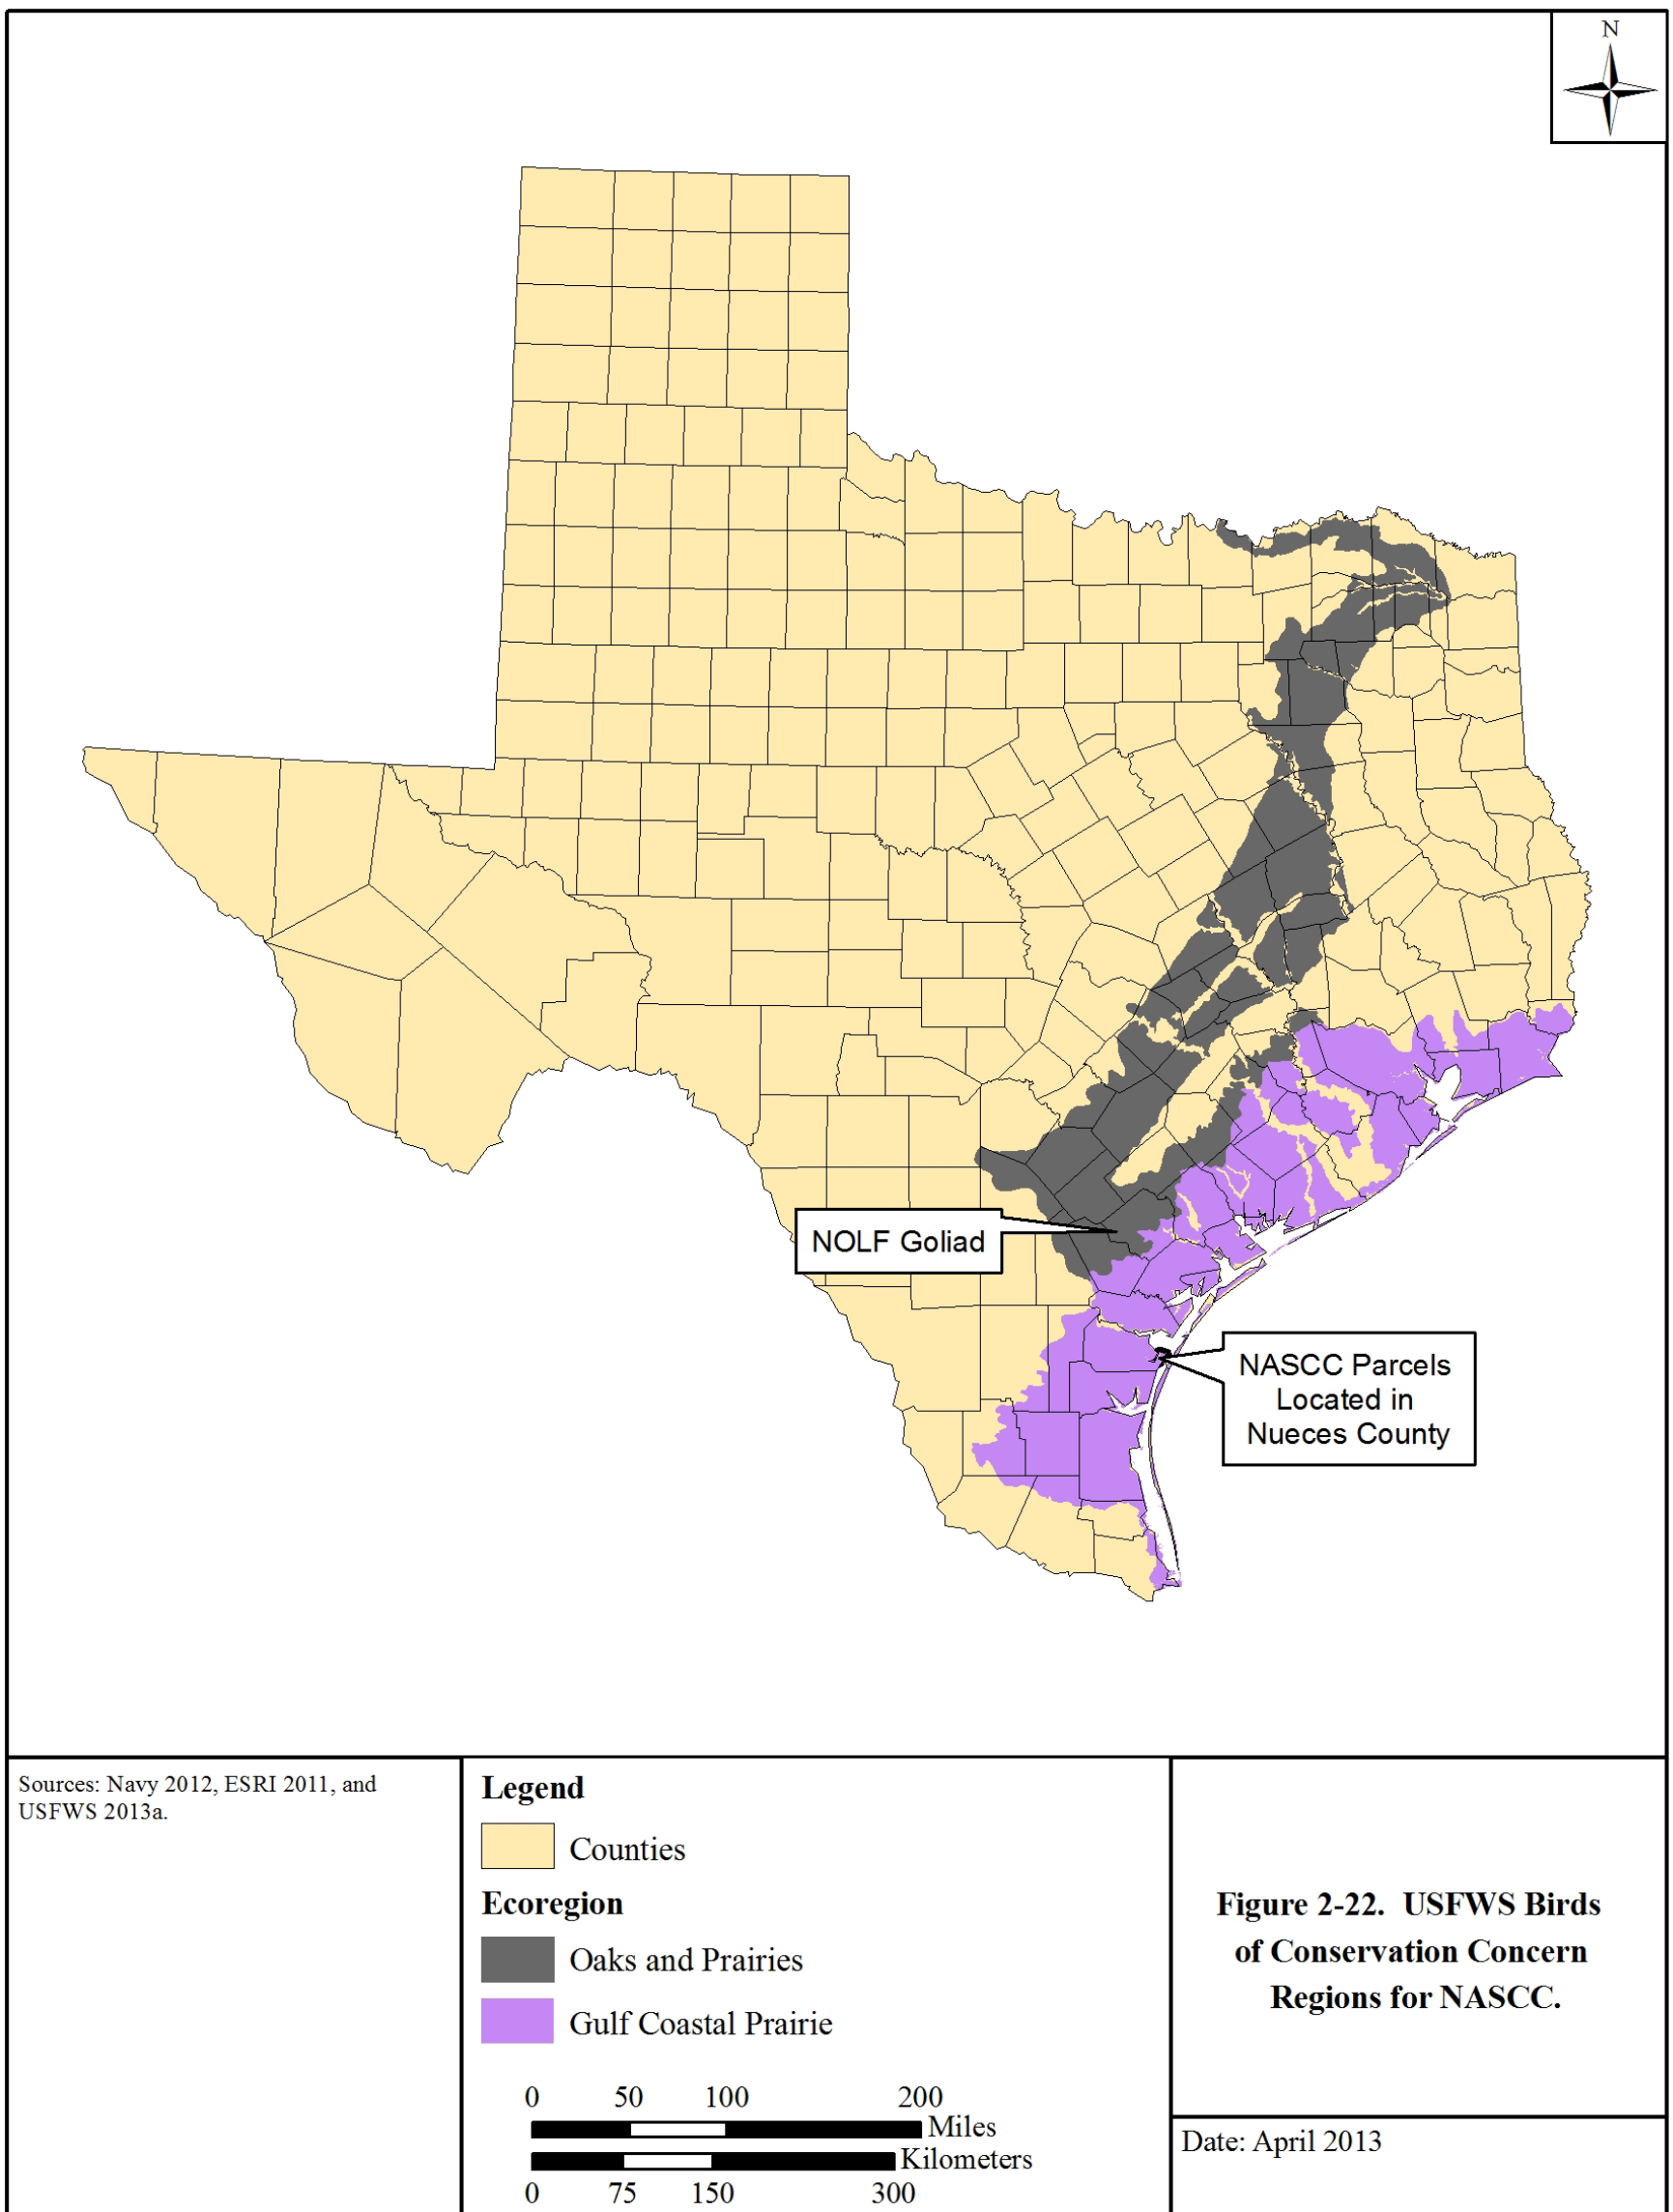 N
NOLF Goliad
NASCC Parcels
Located in
Nueces County
Sources: Navy 2012, ESRI 2011, and
USFWS 2013a.
Legend
Counties
Ecoregion
Oaks and Prairies
Gulf Coastal Prairie
0 50 100 200
Miles
Kilometers
0 75 150 300
Figure 2-22. USFWS Birds
of Conservation Concern
Regions for NASCC.
Date: April 2013